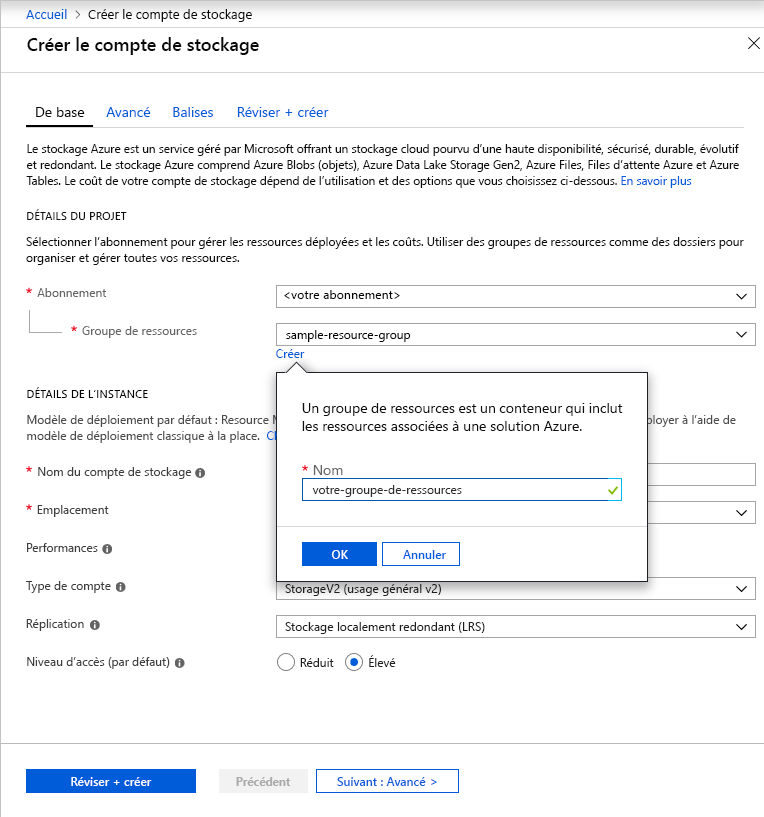 Accueil > Créer le compte de stockage
Créer le compte de stockage
De base Avancé Balises Réviser + créer
Le stockage Azure est un service géré par Microsoft offrant un stockage cloud pourvu d'une haute disponibilité, sécurisé, durable, évolutif
et redondant. Le stockage Azure comprend Azure Blobs (objets), Azure Data Lake Storage Gen2, Azure Files, Files d'attente Azure et Azure
Tables. Le coût de votre compte de stockage dépend de l'utilisation et des options que vous choisissez ci-dessous. En savoir plus
DÉTAILS DU PROJET
Sélectionner l'abonnement pour gérer les ressources déployées et les coûts. Utiliser des groupes de ressources comme des dossiers pour
organiser et gérer toutes vos ressources.
* Abonnement
<votre abonnement>
* Groupe de ressources
sample-resource-group
Créer
Un groupe de ressources est un conteneur qui inclut
les ressources associées à une solution Azure.
* Nom
votre-groupe-de-ressources
OK Annuler
DÉTAILS DE L'INSTANCE
Modèle de déploiement par défaut : Resource
ployer à l'aide de
modèle de déploiement classique à la place.
* Nom du compte de stockage
* Emplacement
Performances
Type de compte
StorageV2 (usage général v2)
Réplication
Stockage localement redondant (LRS)
Niveau d'accès (par défaut)
Réduit Élevé
Réviser + créer Précédent Suivant : Avancé >